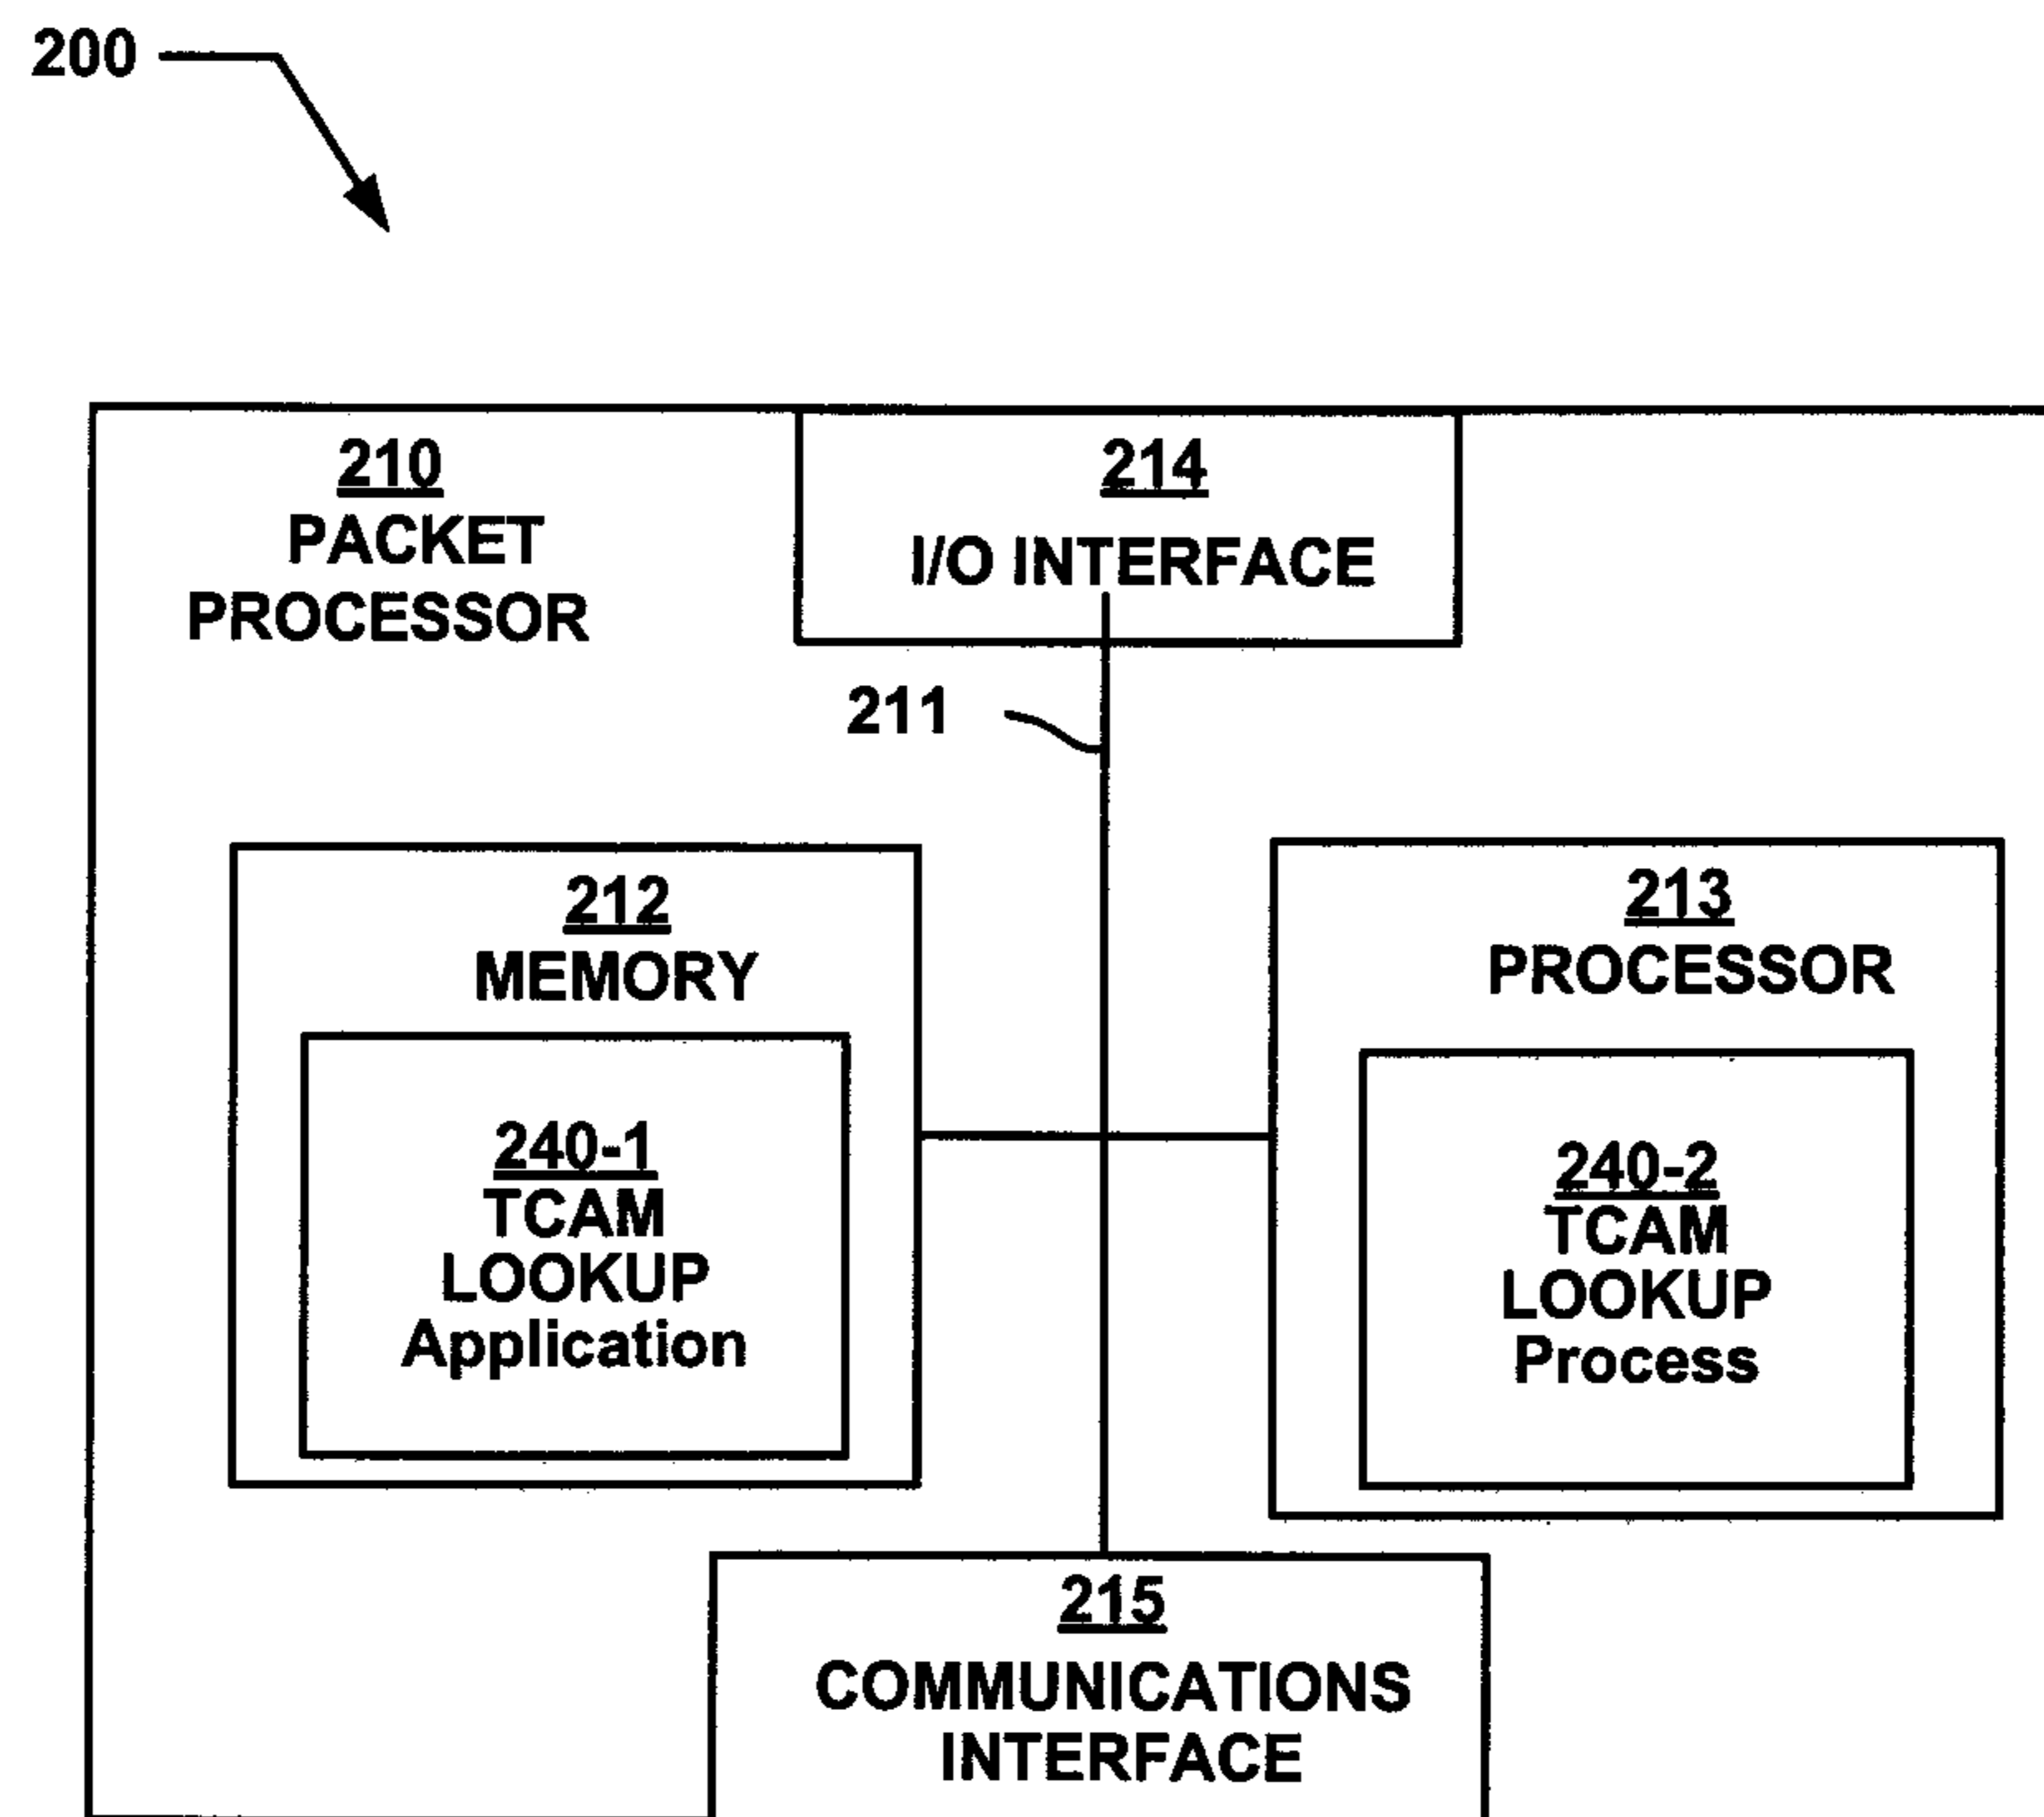 200
210
PACKET
PROCESSOR
214
I/O INTERFACE
211
212
MEMORY
240-1
TCAM
LOOKUP
Application
213
PROCESSOR
240-2
TCAM
LOOKUP
Process
215
COMMUNICATIONS
INTERFACE